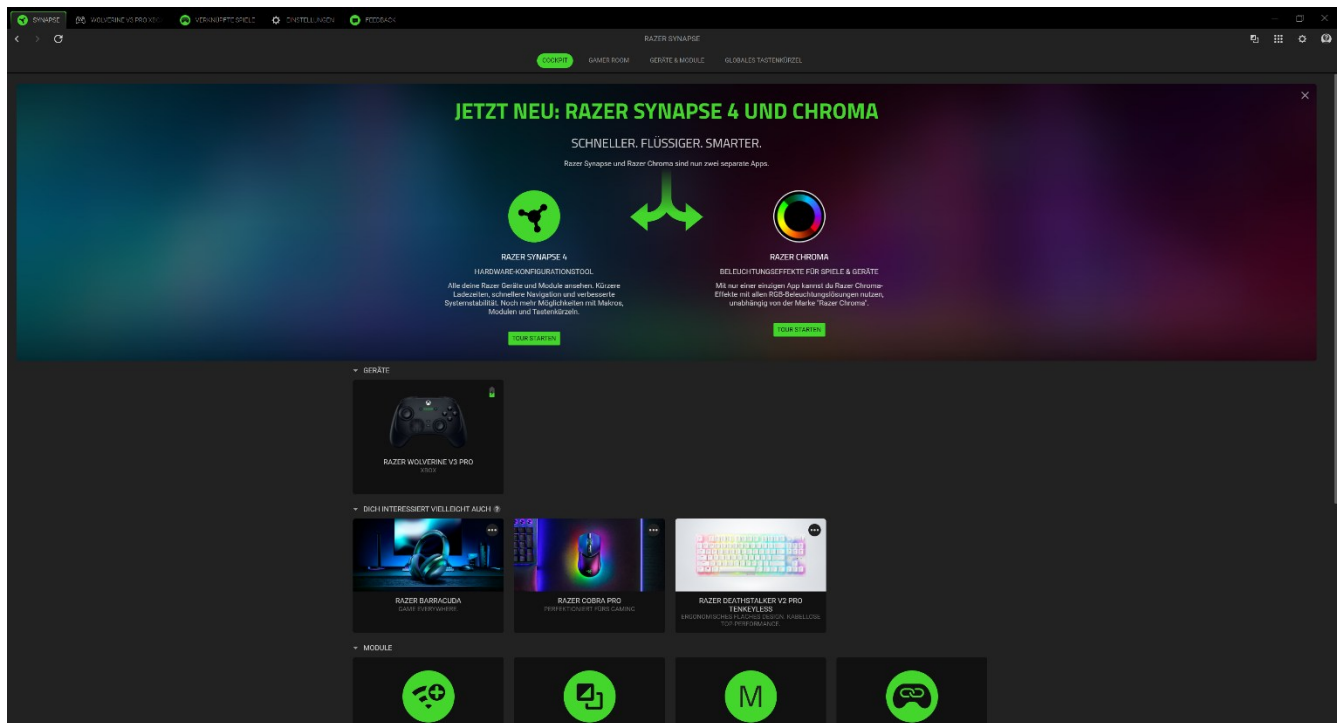 SYNAPSE
WOLVERINE V3 PRO XBO
VERKNÜPFTE SPIELE
EINSTELLUNGEN
FEEDBACK
RAZER SYNAPSE
COCKPIT
GAMER ROOM
GERÄTE & MODULE
GLOBALES TASTENKÜRZEL
JETZT NEU: RAZER SYNAPSE 4 UND CHROMA
SCHNELLER. FLÜSSIGER. SMARTER.
Razer Synapse und Razer Chroma sind nun zwei separate Apps.
RAZER SYNAPSE 4
HARDWARE-KONFIGURATIONSTOOL
Alle deine Razer Geräte und Module ansehen. Kürzere
Ladezeiten, schnellere Navigation und verbesserte
Systemstabilität. Noch mehr Möglichkeiten mit Makros,
Modulen und Tastenkürzeln.
TOUR STARTEN
RAZER CHROMA
BELEUCHTUNGSEFFEKTE FÜR SPIELE & GERÄTE
Mit nur einer einzigen App kannst du Razer Chroma-
Effekte mit allen RGB-Beleuchtungslösungen nutzen,
unabhängig von der Marke "Razer Chroma".
TOUR STARTEN
GERÄTE
RAZER WOLVERINE V3 PRO
XBOX
DICH INTERESSIERT VIELLEICHT AUCH
RAZER BARRACUDA
GAME EVERYWHERE.
RAZER COBRA PRO
PERFEKTIONIERT FÜRS GAMING
RAZER DEATHSTALKER V2 PRO
TENKEYLESS
ERGONOMISCHES FLACHES DESIGN. KABELLOSE
TOP-PERFORMANCE.
MODULE
M